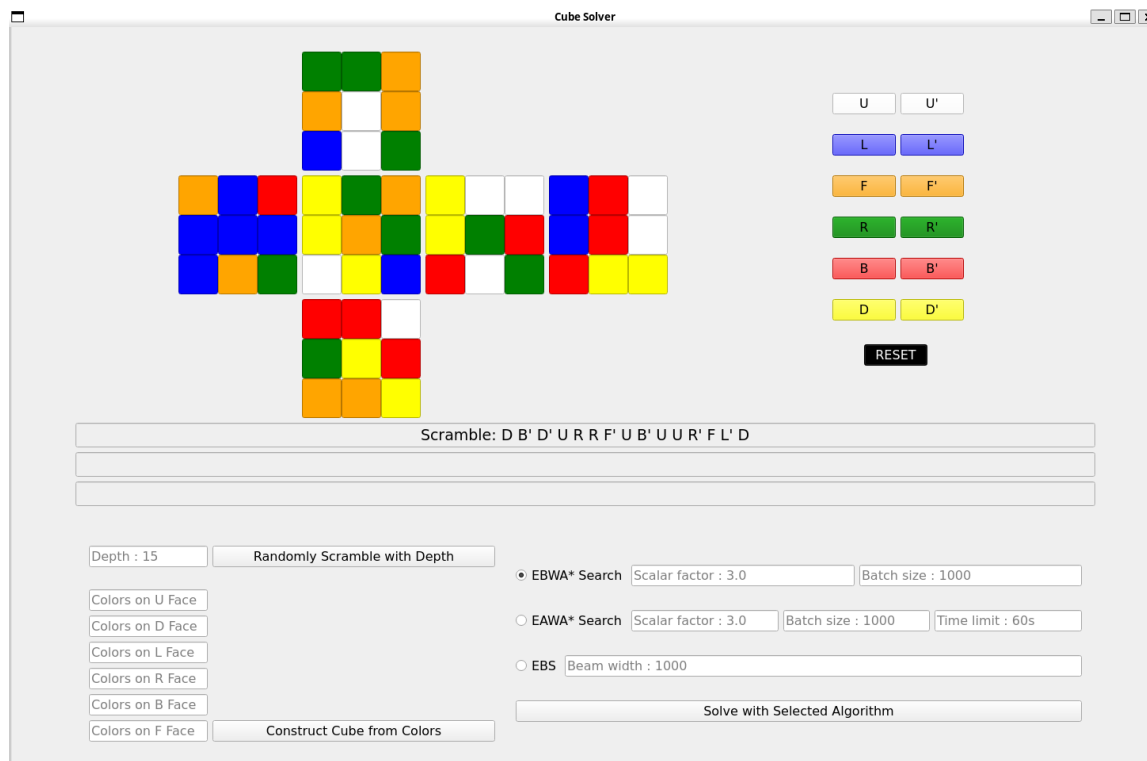 Cube Solver
U U'
L L'
F F'
R R'
B B'
D D'
RESET
Scramble: D B' D' U R R F' U B' U U R' F L' D
Depth : 15 Randomly Scramble with Depth
EBWA* Search Scalar factor : 3.0 Batch size : 1000
Colors on U Face
EAWA* Search Scalar factor : 3.0 Batch size : 1000 Time limit : 60s
Colors on D Face
Colors on L Face
EBS Beam width : 1000
Colors on R Face
Colors on B Face
Solve with Selected Algorithm
Colors on F Face Construct Cube from Colors